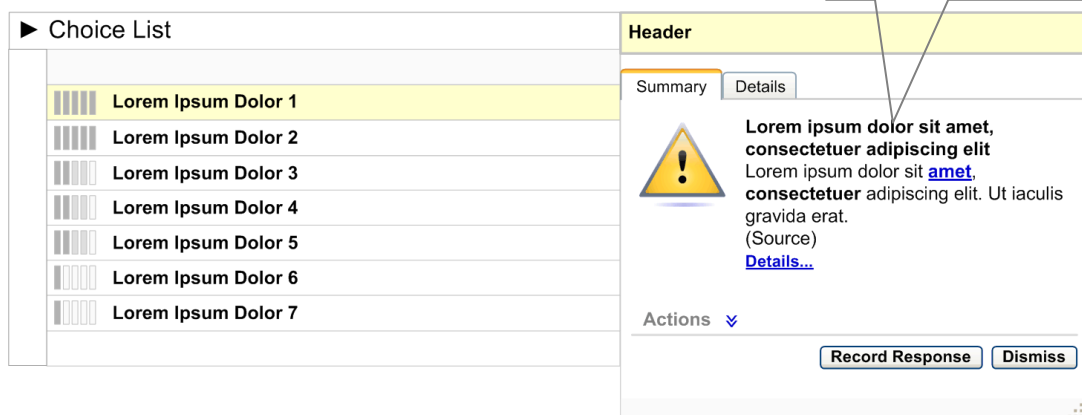 Choice List
Lorem Ipsum Dolor 1
Lorem Ipsum Dolor 2
Lorem Ipsum Dolor 3
Lorem Ipsum Dolor 4
Lorem Ipsum Dolor 5
Lorem Ipsum Dolor 6
Lorem Ipsum Dolor 7
Header
Summary Details
Lorem ipsum dolor sit amet,
consectetuer adipiscing elit
Lorem ipsum dolor sit amet,
consectetuer adipiscing elit. Ut iaculis
gravida erat.
(Source)
Details...
Actions
Record Response Dismiss